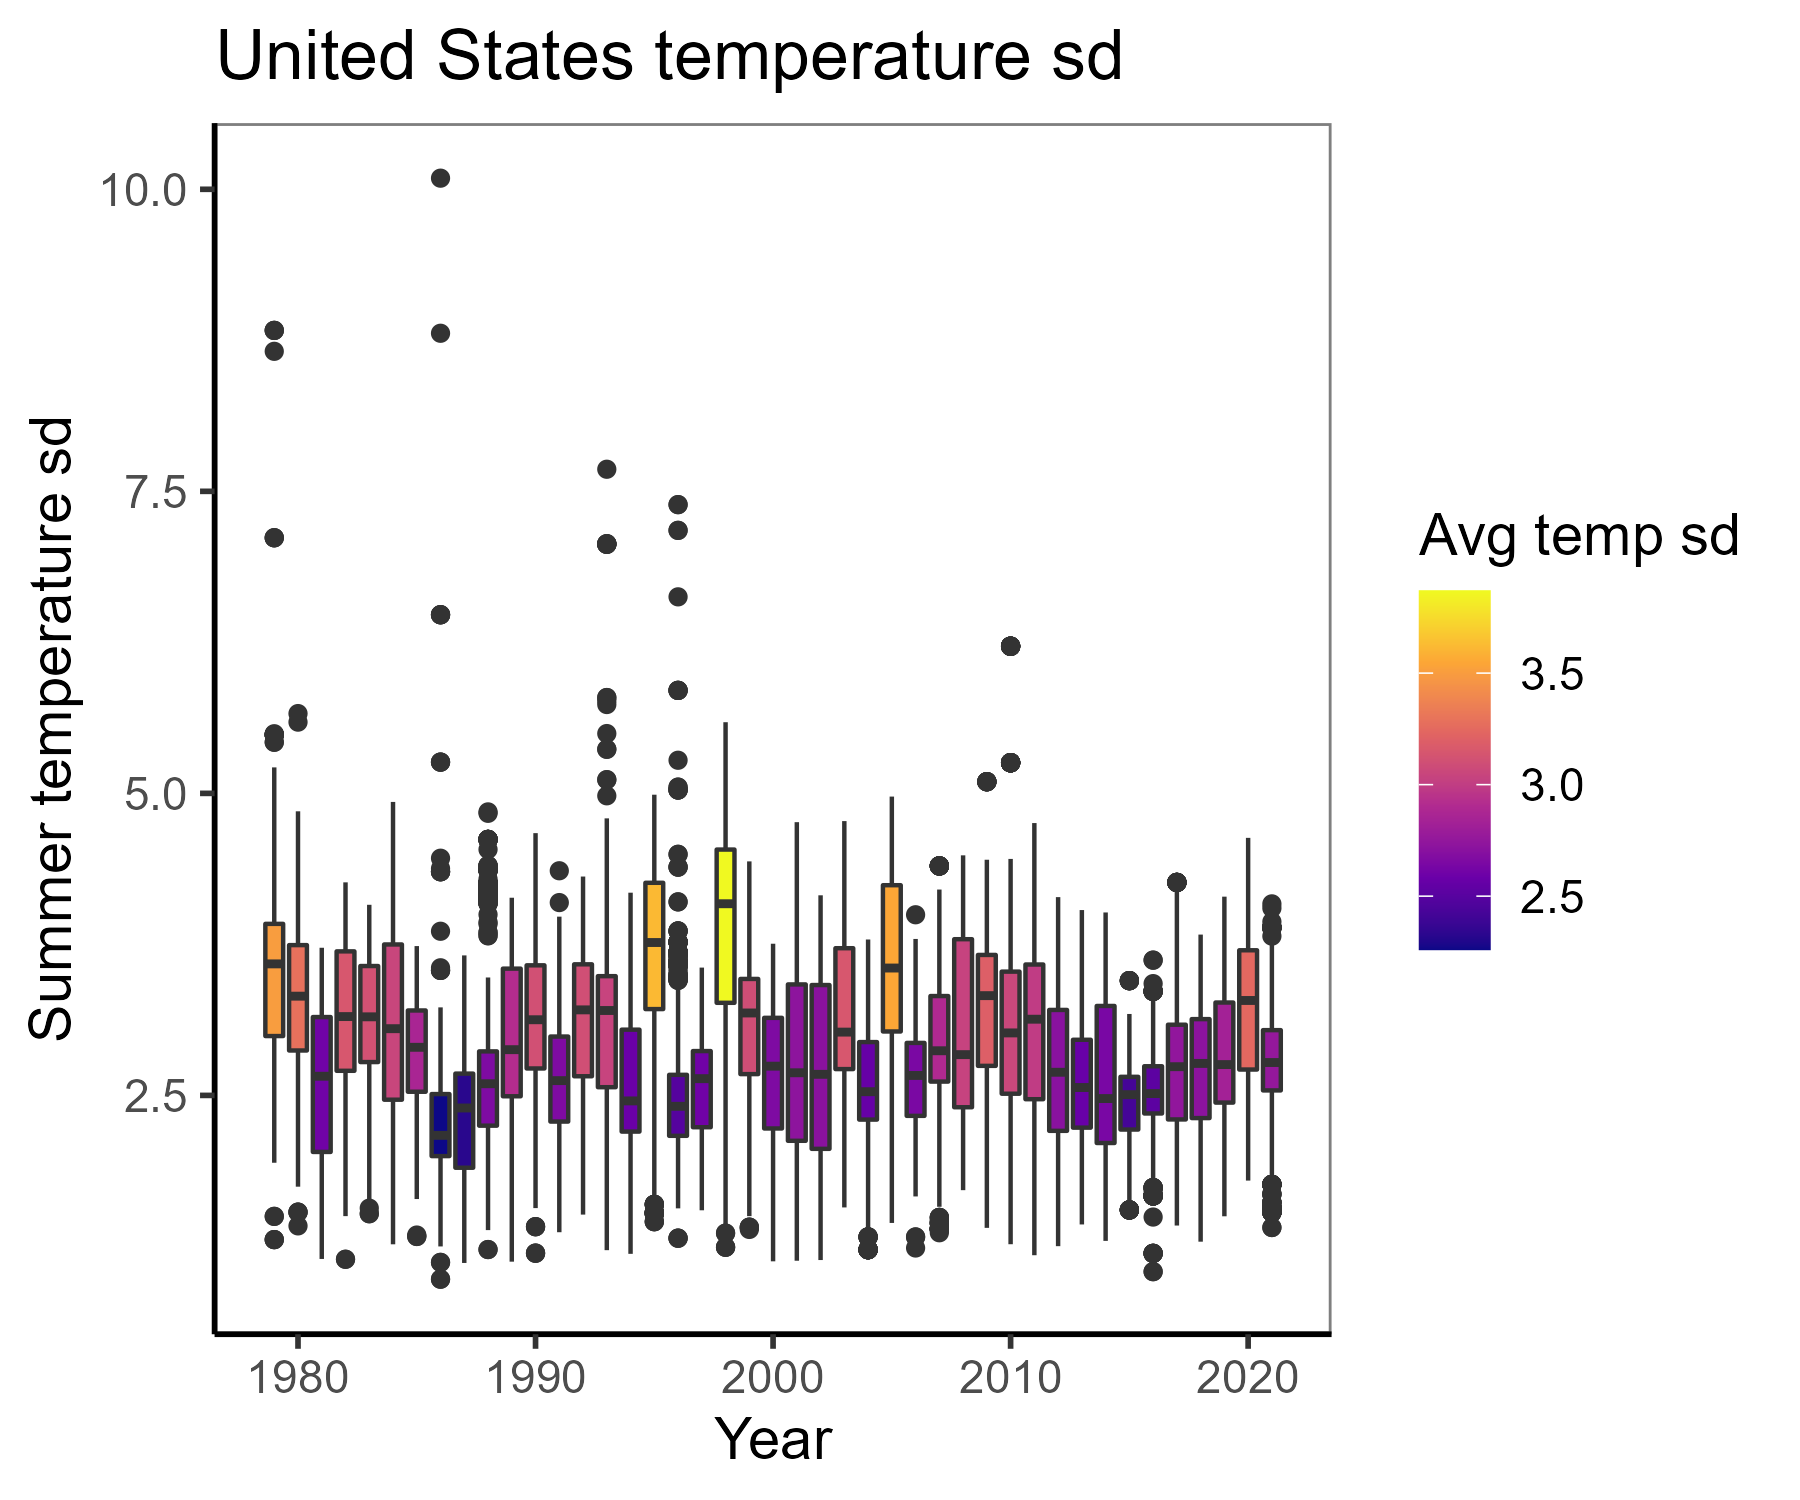 United States temperature sd
Summer temperature sd
10.0
7.5
5.0
2.5
1980 1990 2000 2010 2020
Year
Avg temp sd
3.5
3.0
2.5